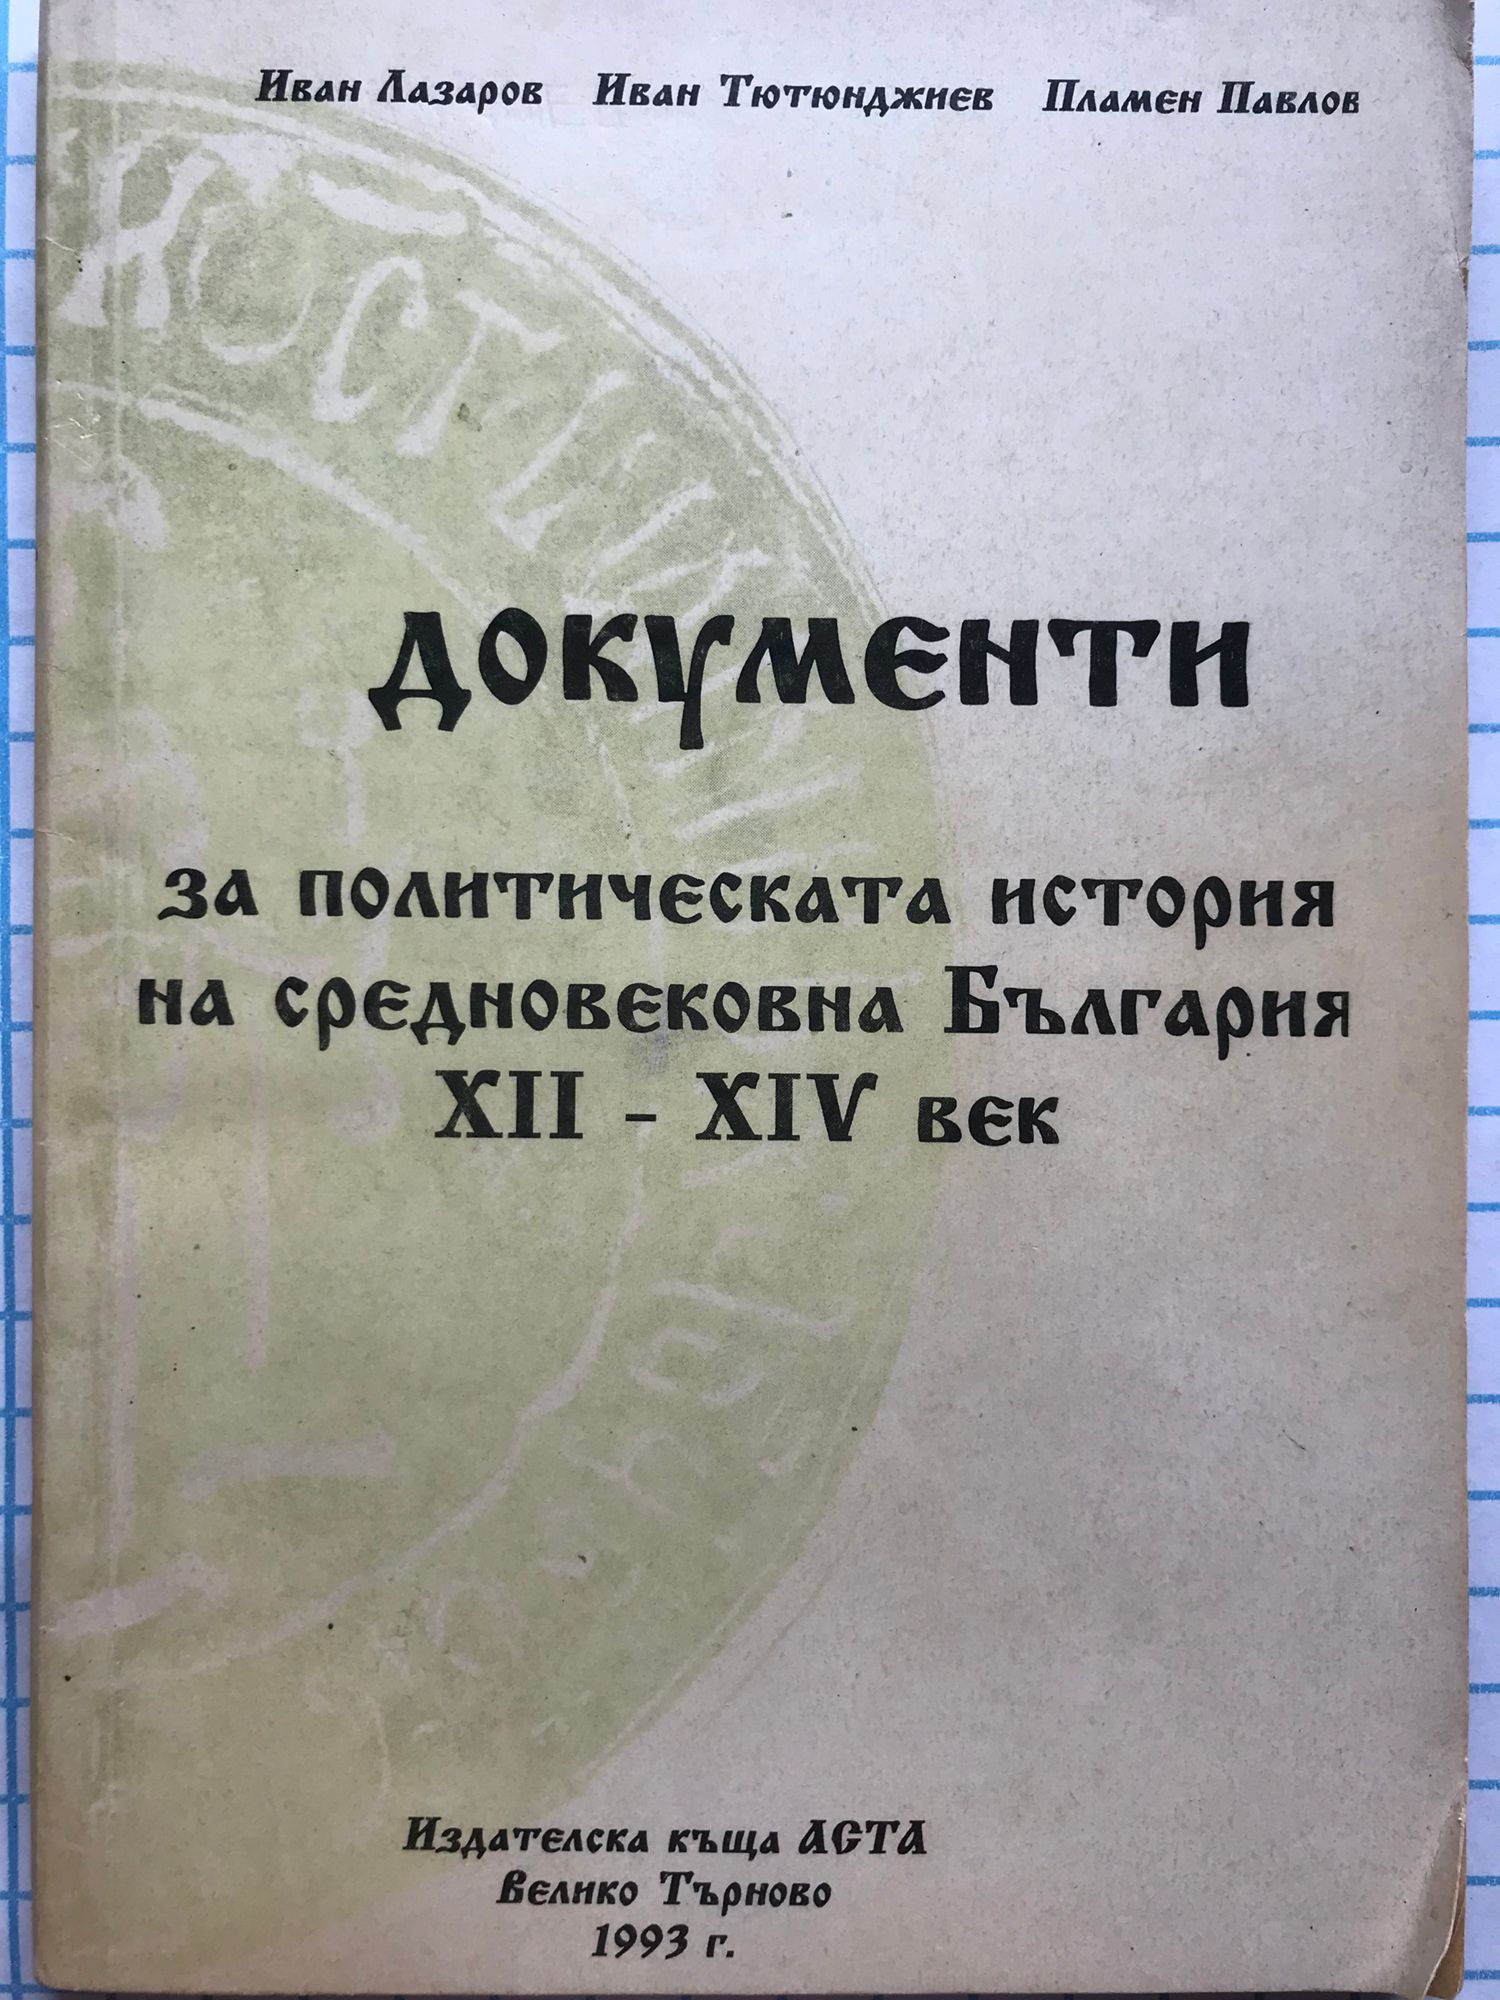 Иван Лазаров Иван Тютюнджиев Пламен Павлов
ДОКУМЕНТИ
за политическата история
на средновековна България
XII - XIV век
Издателска къща АСТА
Велико Търново
1993 г.